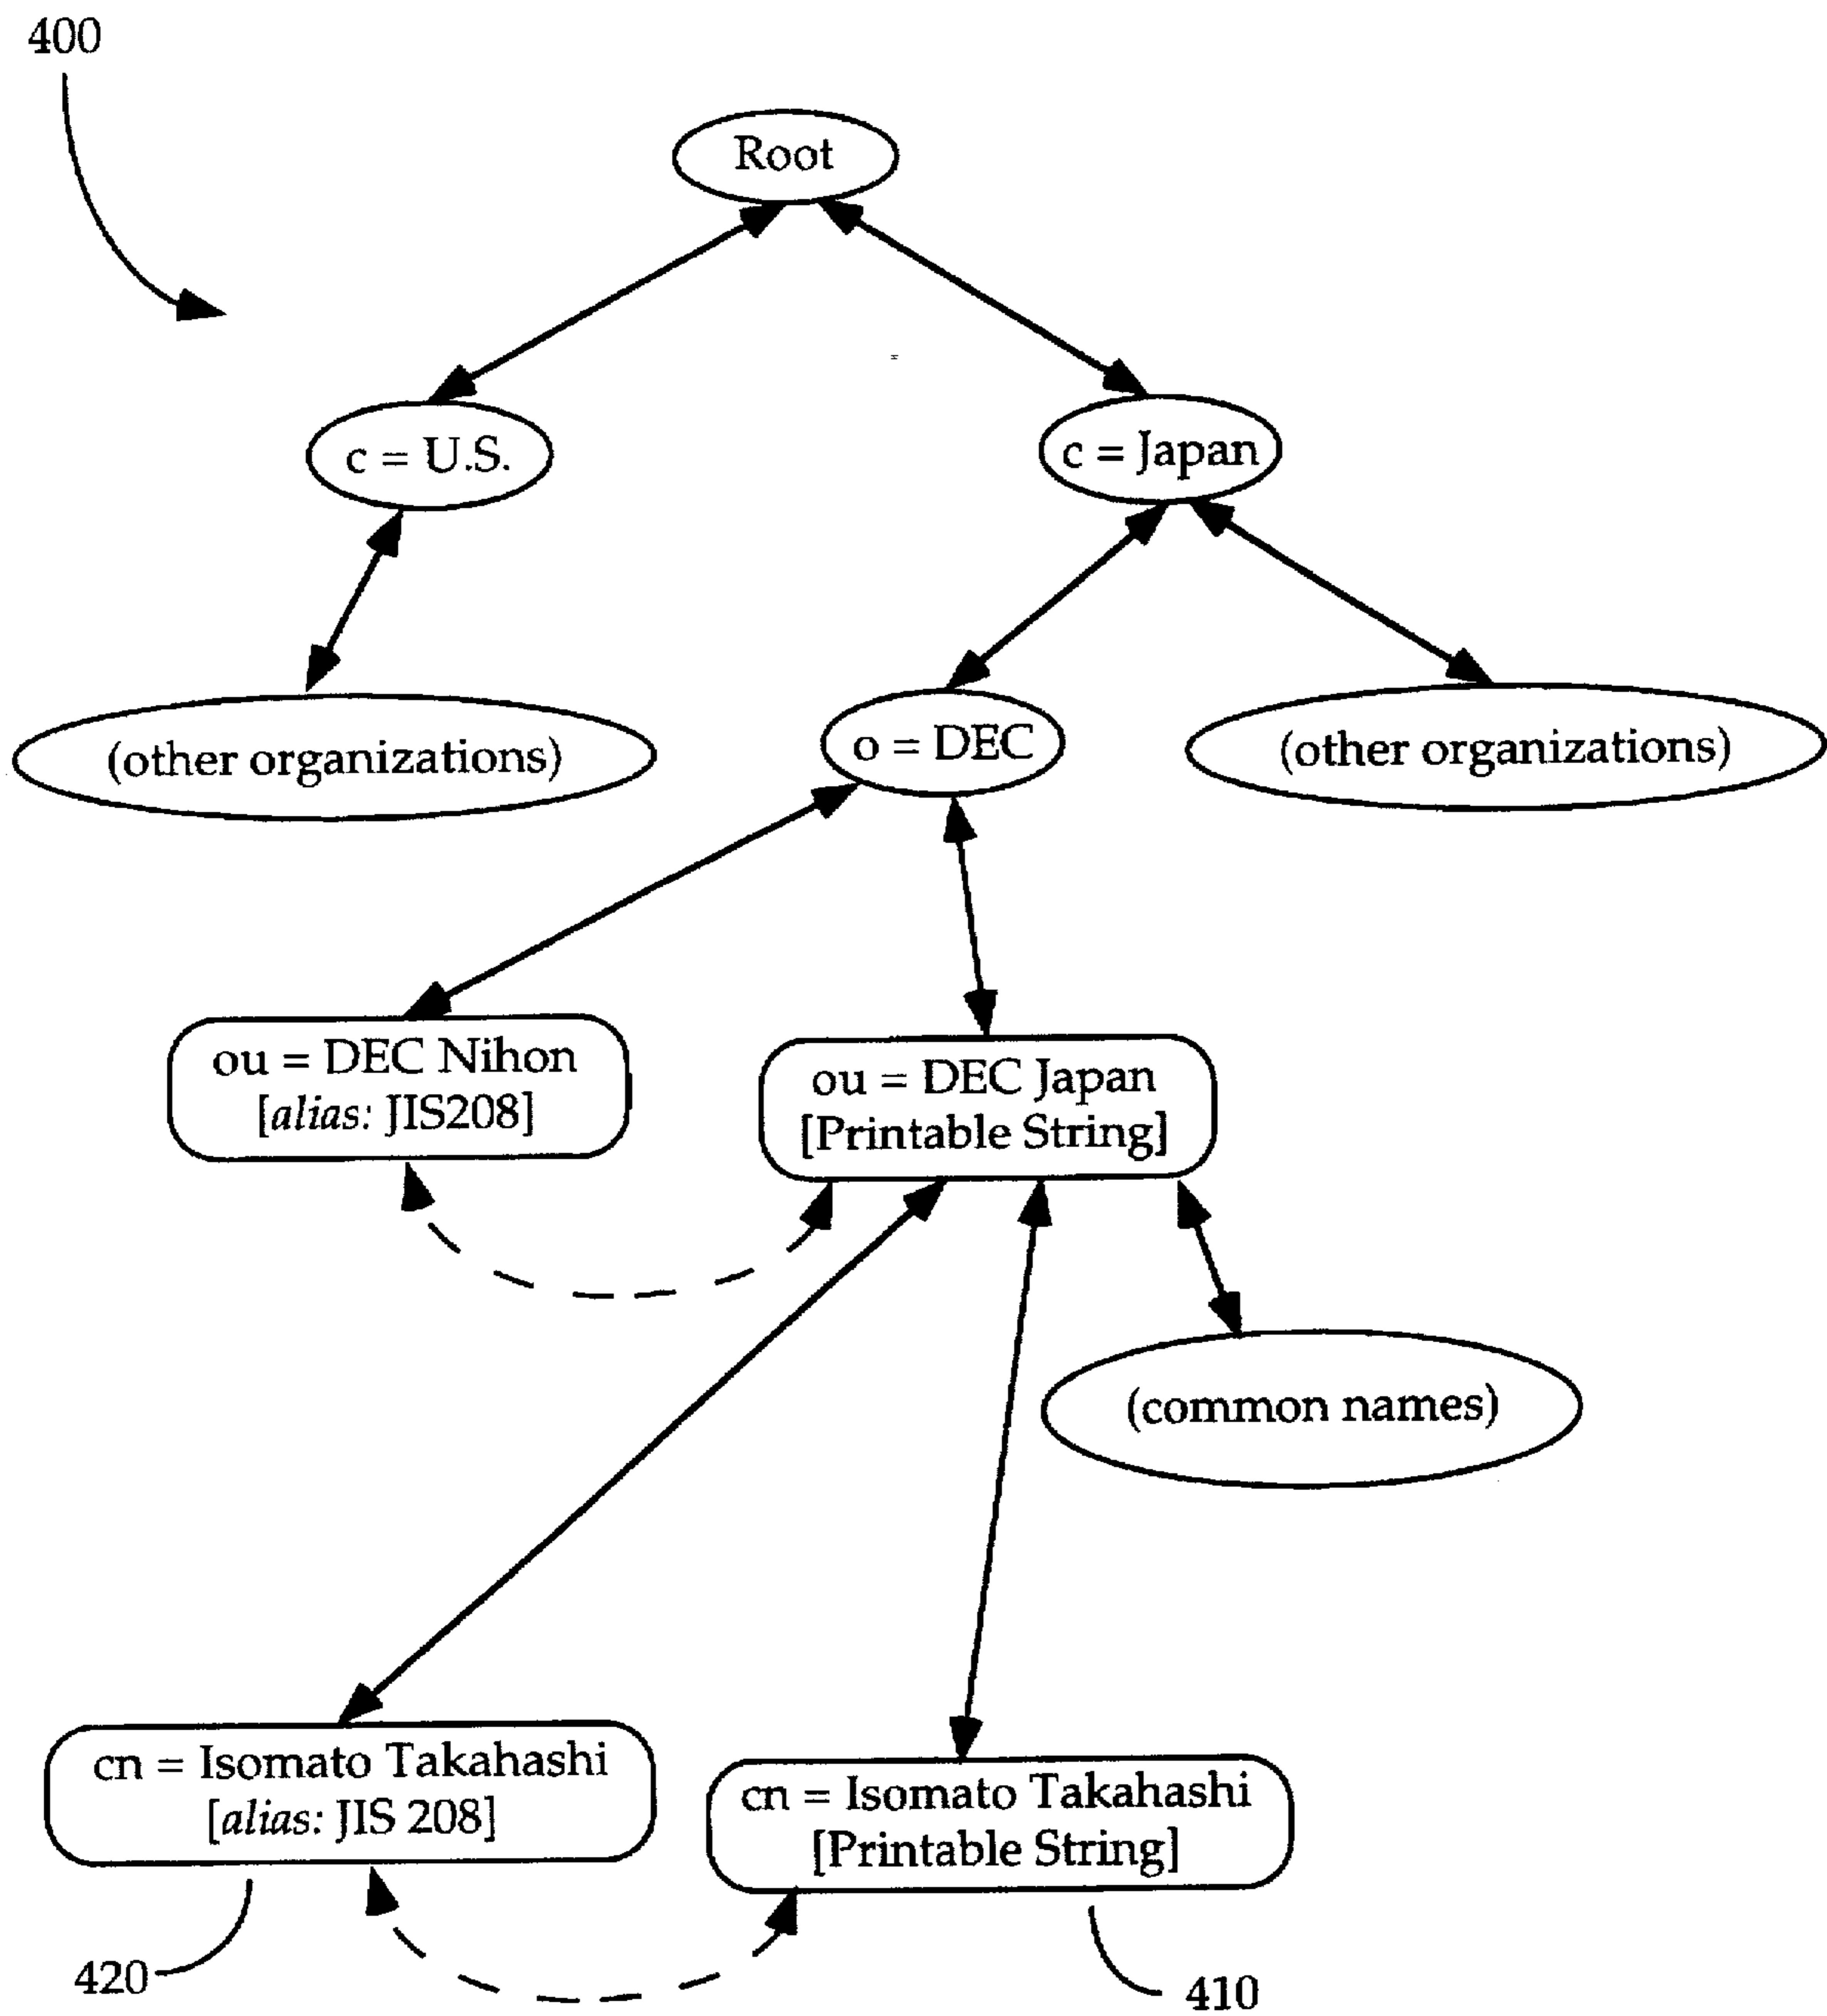 400
Root
c = U.S.
c = Japan
(other organizations)
o = DEC
(other organizations)
ou = DEC Nihon
[alias: JIS208]
ou = DEC Japan
[Printable String]
(common names)
cn = Isomato Takahashi
[alias: JIS 208]
cn = Isomato Takahashi
[Printable String]
420
410